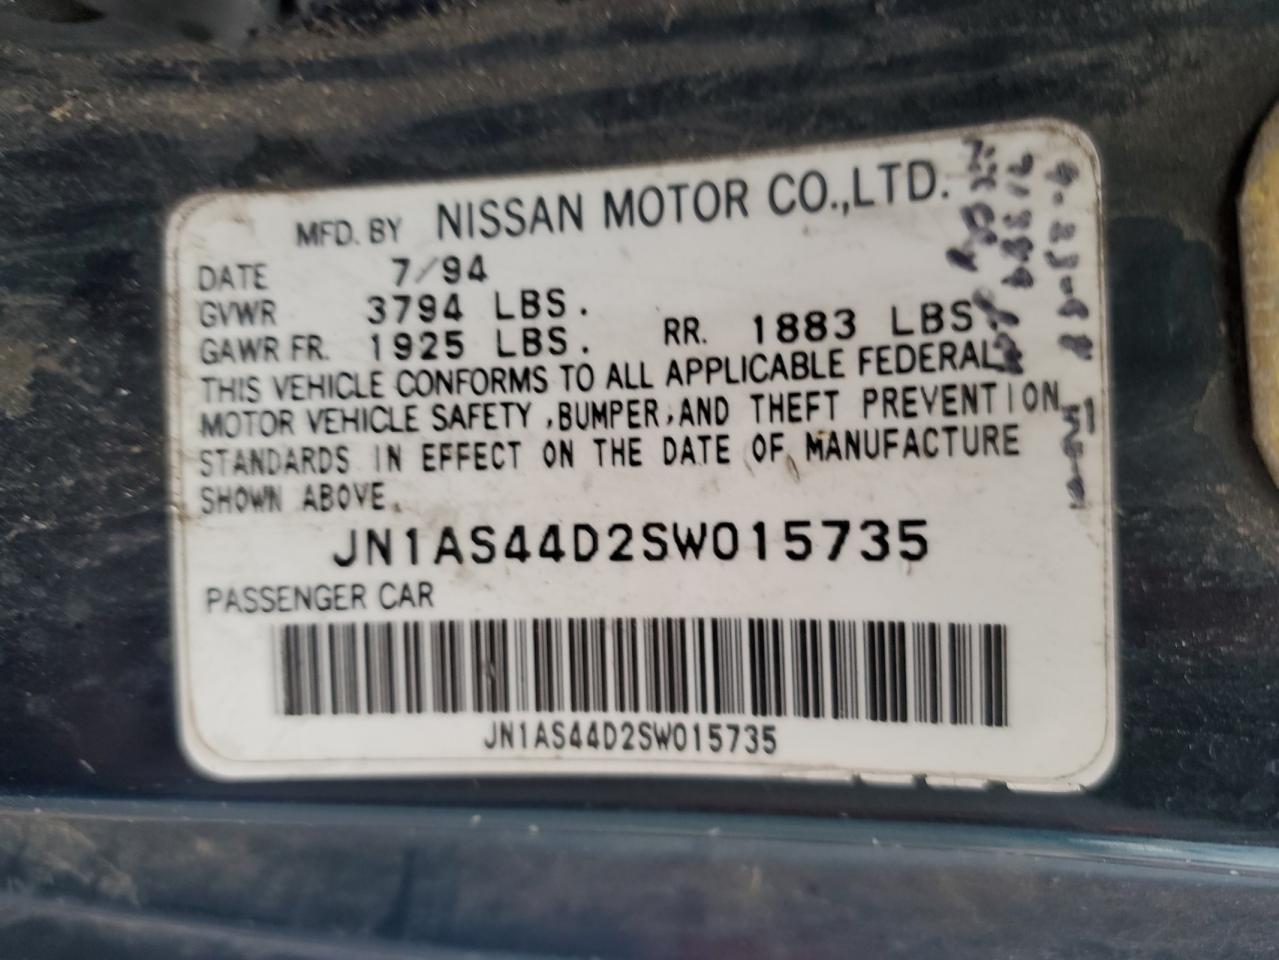 MFD. BY NISSAN MOTOR CO.,LTD.
DATE 7/94
GVWR 3794 LBS.
GAWR FR. 1925 LBS. RR. 1883 LBS
THIS VEHICLE CONFORMS TO ALL APPLICABLE FEDERAL
MOTOR VEHICLE SAFETY, BUMPER, AND THEFT PREVENTION
STANDARDS IN EFFECT ON THE DATE OF MANUFACTURE
SHOWN ABOVE.
JN1AS44D2SW015735
PASSENGER CAR
JN1AS44D2SW015735